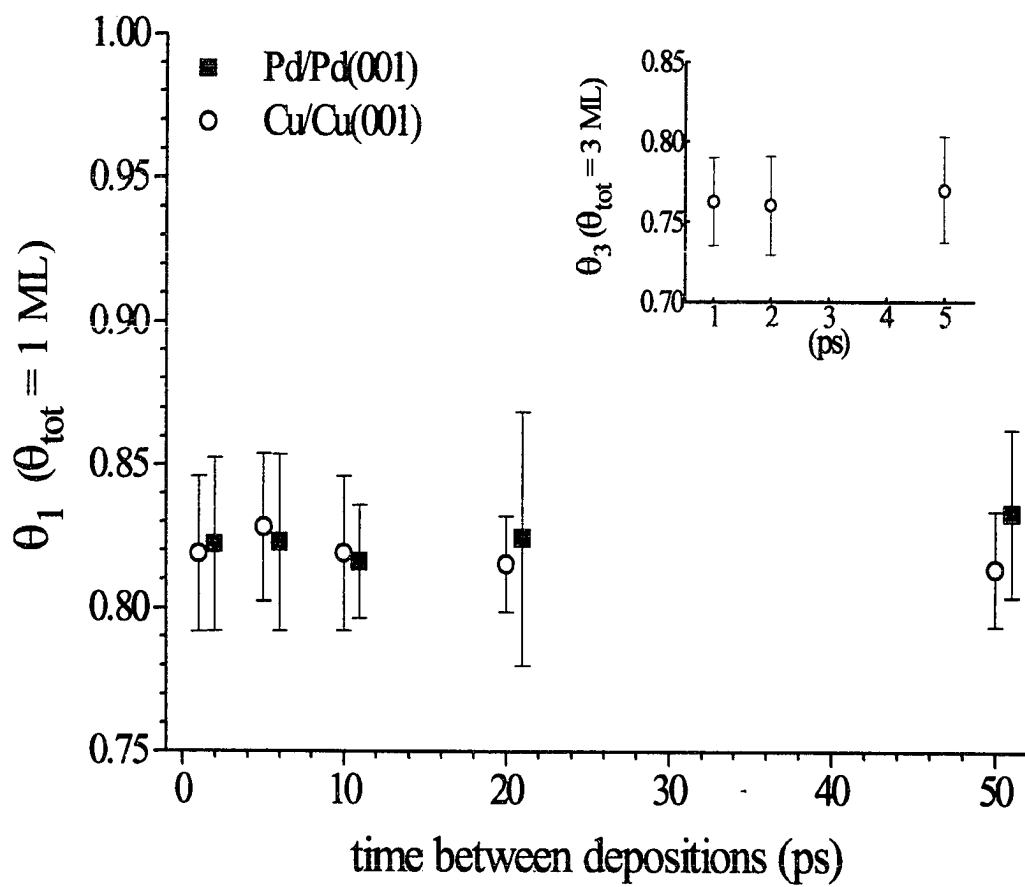 1.00
0.95
0.90
0.85
0.80
0.75
θ₁ (θtot = 1 ML)
Pd/Pd(001)
Cu/Cu(001)
0.85
0.80
0.75
0.70
θ₃ (θtot = 3 ML)
1 2 3 4 5
(ps)
0 10 20 30 40 50
time between depositions (ps)